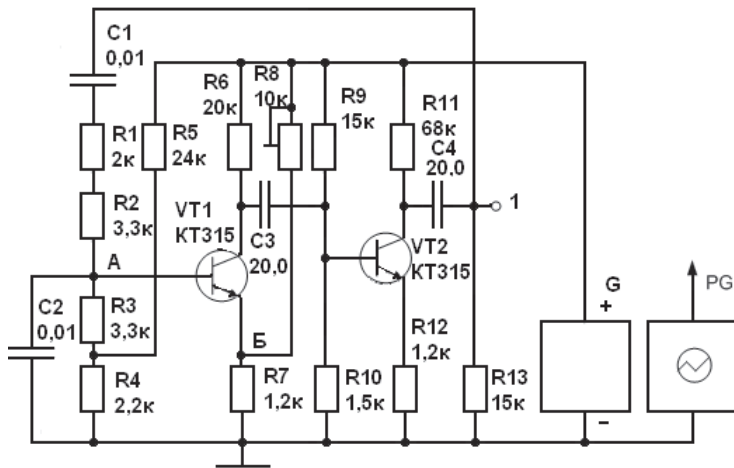 C1
0,01
R1
2к
R2
3,3к
А
R3
3,3к
C2
0,01
R4
2,2к
R5
24к
R6
20к
R8
10к
R9
15к
R11
68к
C4
20,0
1
VT1
КТ315
C3
20,0
VT2
КТ315
Б
R7
1,2к
R10
1,5к
R12
1,2к
R13
15к
G
+
–
PG